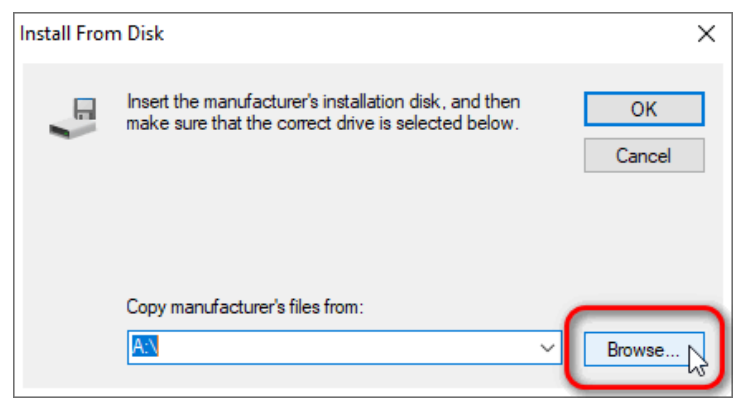 Install From Disk
Insert the manufacturer's installation disk, and then
make sure that the correct drive is selected below.
OK
Cancel
Copy manufacturer's files from:
A:\
Browse...